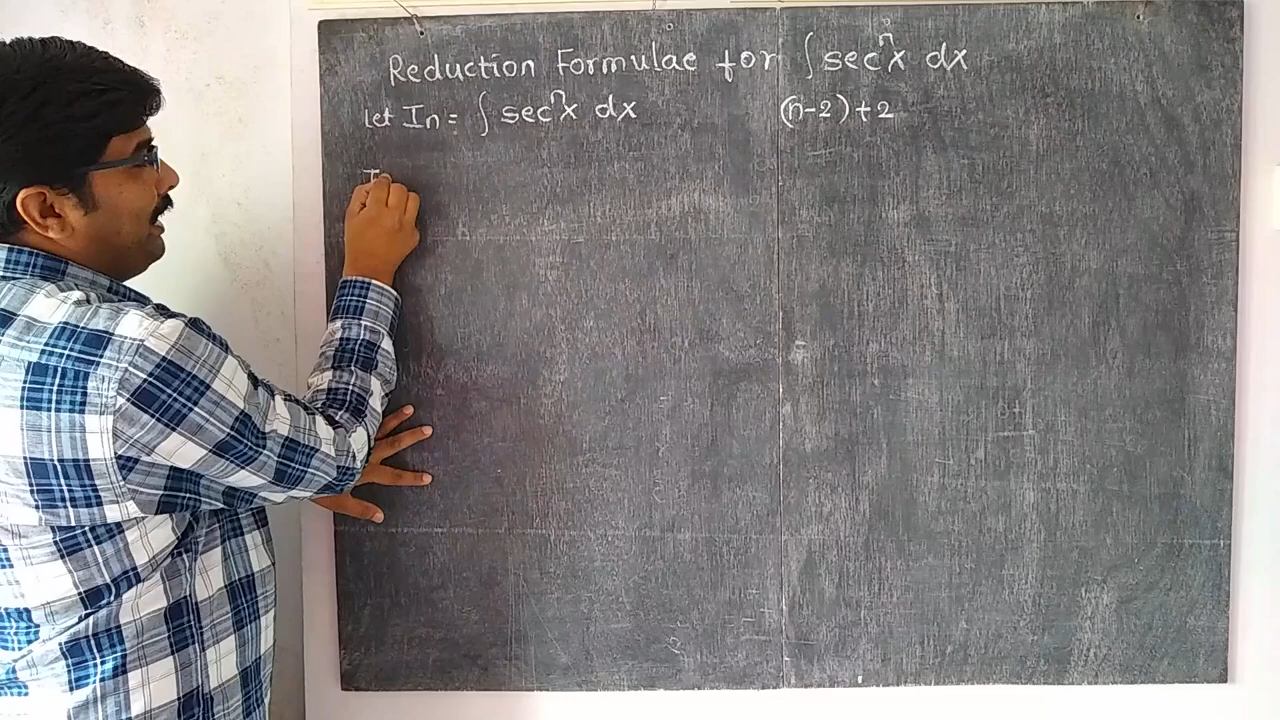 Reduction Formulae for ∫ secⁿx dx
let In = ∫ secⁿx dx (n-2)+2